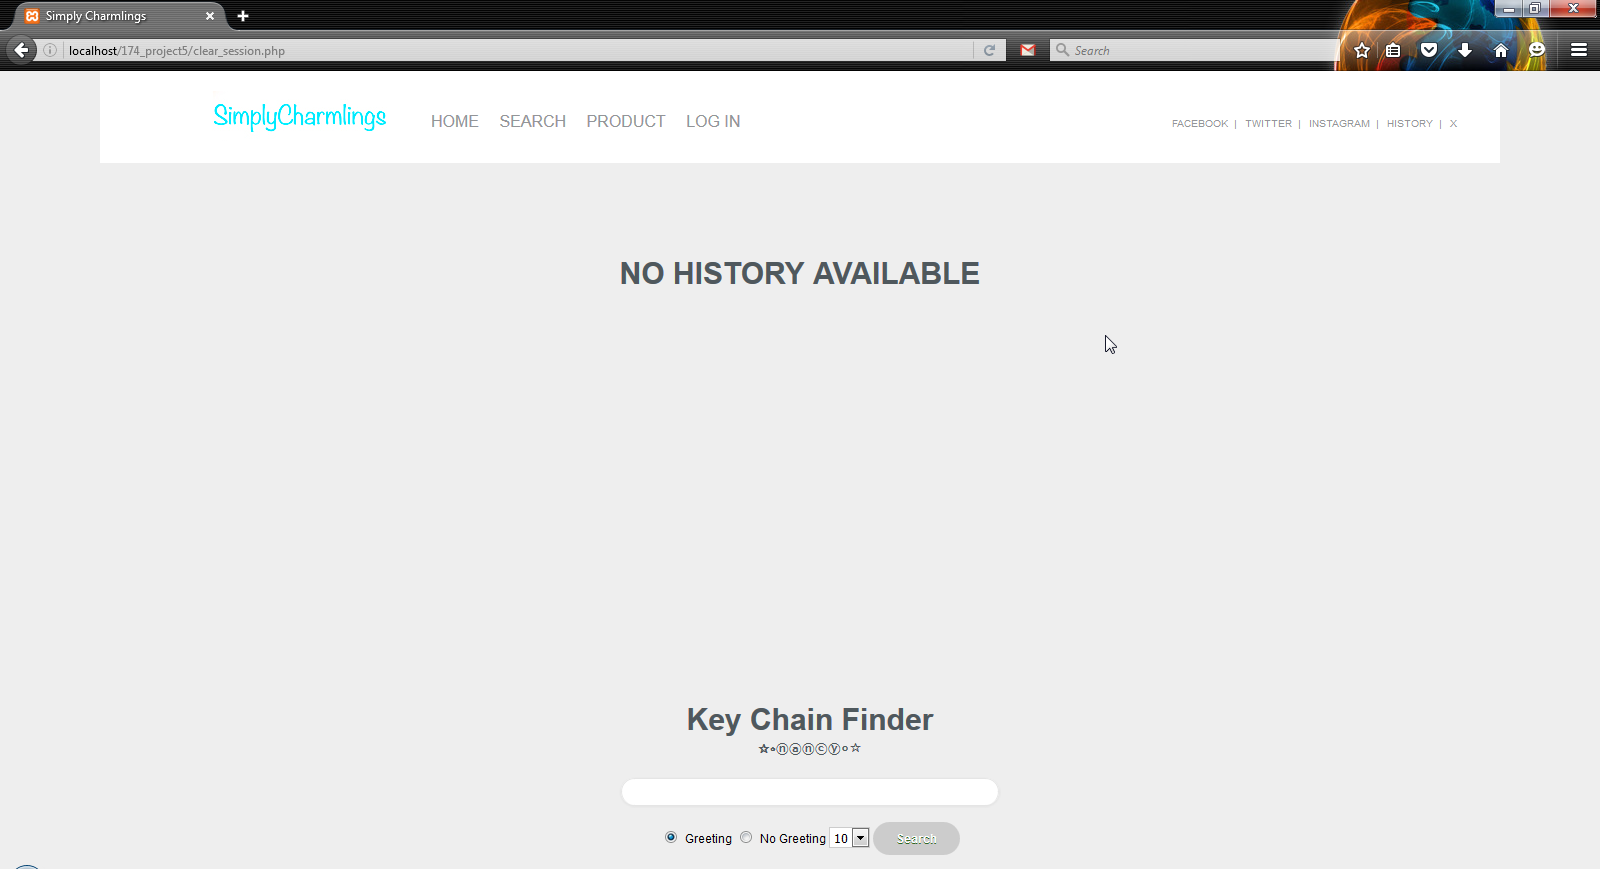 Simply Charmlings
localhost/174_project5/clear_session.php
Search
SimplyCharmlings
HOME SEARCH PRODUCT LOG IN
FACEBOOK | TWITTER | INSTAGRAM | HISTORY | X
NO HISTORY AVAILABLE
Key Chain Finder
☆∘ⓝⓐⓝⓒⓨ∘☆
Greeting No Greeting 10 Search